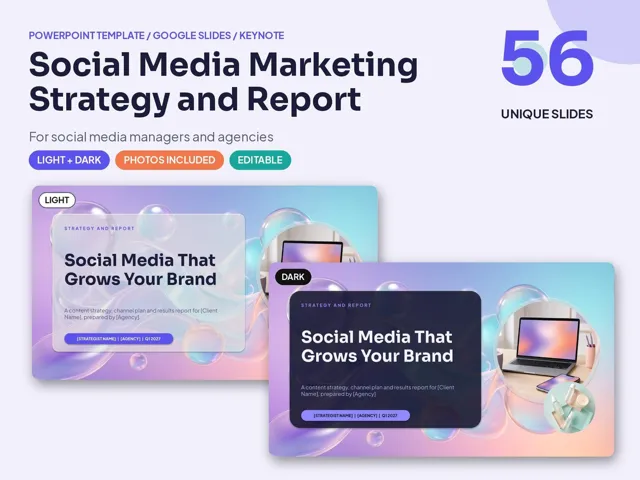 POWERPOINT TEMPLATE / GOOGLE SLIDES / KEYNOTE
Social Media Marketing
Strategy and Report
For social media managers and agencies
LIGHT + DARK
PHOTOS INCLUDED
EDITABLE
56
UNIQUE SLIDES
LIGHT
STRATEGY AND REPORT
Social Media That
Grows Your Brand
A content strategy, channel plan and results report for [Client
Name], prepared by [Agency]
[STRATEGIST NAME] | [AGENCY] | Q1 2027
DARK
STRATEGY AND REPORT
Social Media That
Grows Your Brand
A content strategy, channel plan and results report for [Client
Name], prepared by [Agency]
[STRATEGIST NAME] | [AGENCY] | Q1 2027